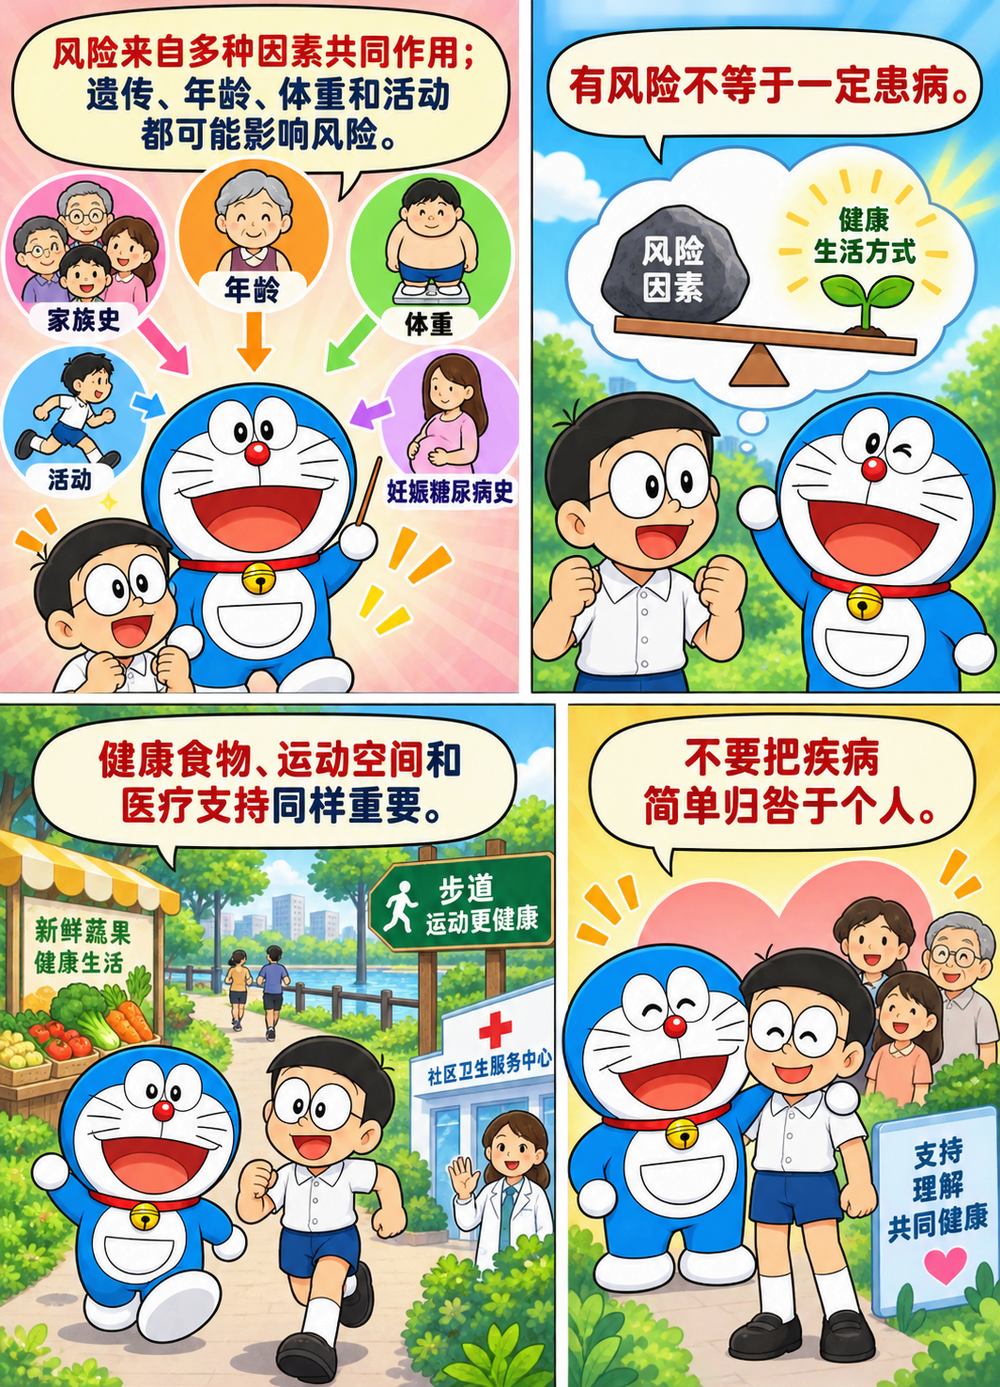 风险来自多种因素共同作用；
遗传、年龄、体重和活动
都可能影响风险。
家族史
年龄
体重
活动
妊娠糖尿病史
有风险不等于一定患病。
风险
因素
健康
生活方式
健康食物、运动空间和
医疗支持同样重要。
新鲜蔬果
健康生活
步道
运动更健康
社区卫生服务中心
不要把疾病
简单归咎于个人。
支持
理解
共同健康